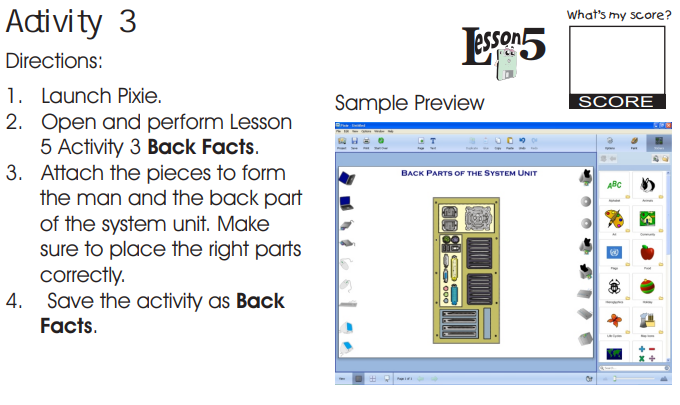 Activity 3
Lesson 5
What's my score?
SCORE
Directions:
1. Launch Pixie.
2. Open and perform Lesson
5 Activity 3 Back Facts.
3. Attach the pieces to form
the man and the back part
of the system unit. Make
sure to place the right parts
correctly.
4. Save the activity as Back
Facts.
Sample Preview
BACK PARTS OF THE SYSTEM UNIT
ABC